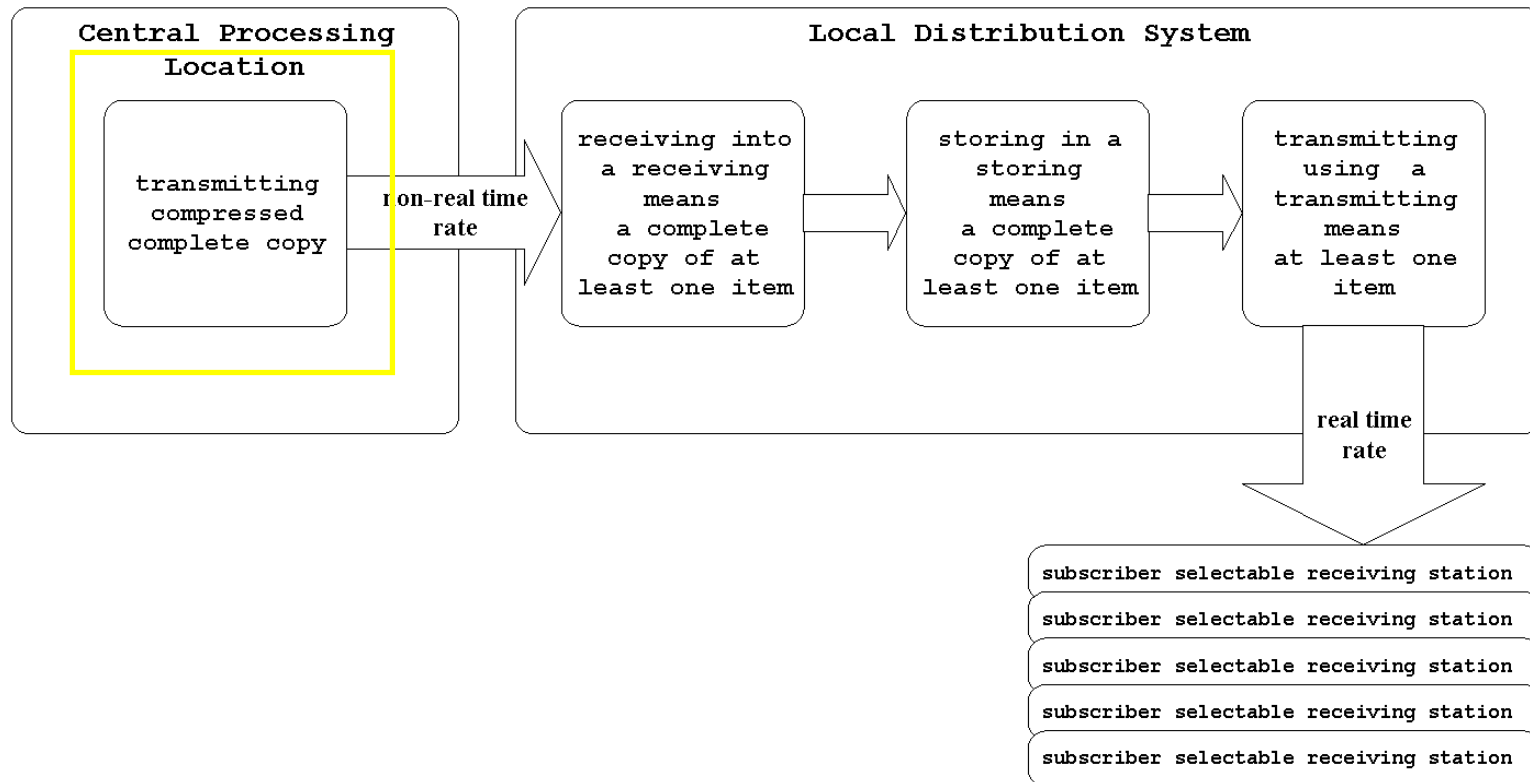 Central Processing
Location
transmitting
compressed
complete copy
non-real time
rate
Local Distribution System
receiving into
a receiving
means
a complete
copy of at
least one item
storing in a
storing
means
a complete
copy of at
least one item
transmitting
using a
transmitting
means
at least one
item
real time
rate
subscriber selectable receiving station
subscriber selectable receiving station
subscriber selectable receiving station
subscriber selectable receiving station
subscriber selectable receiving station